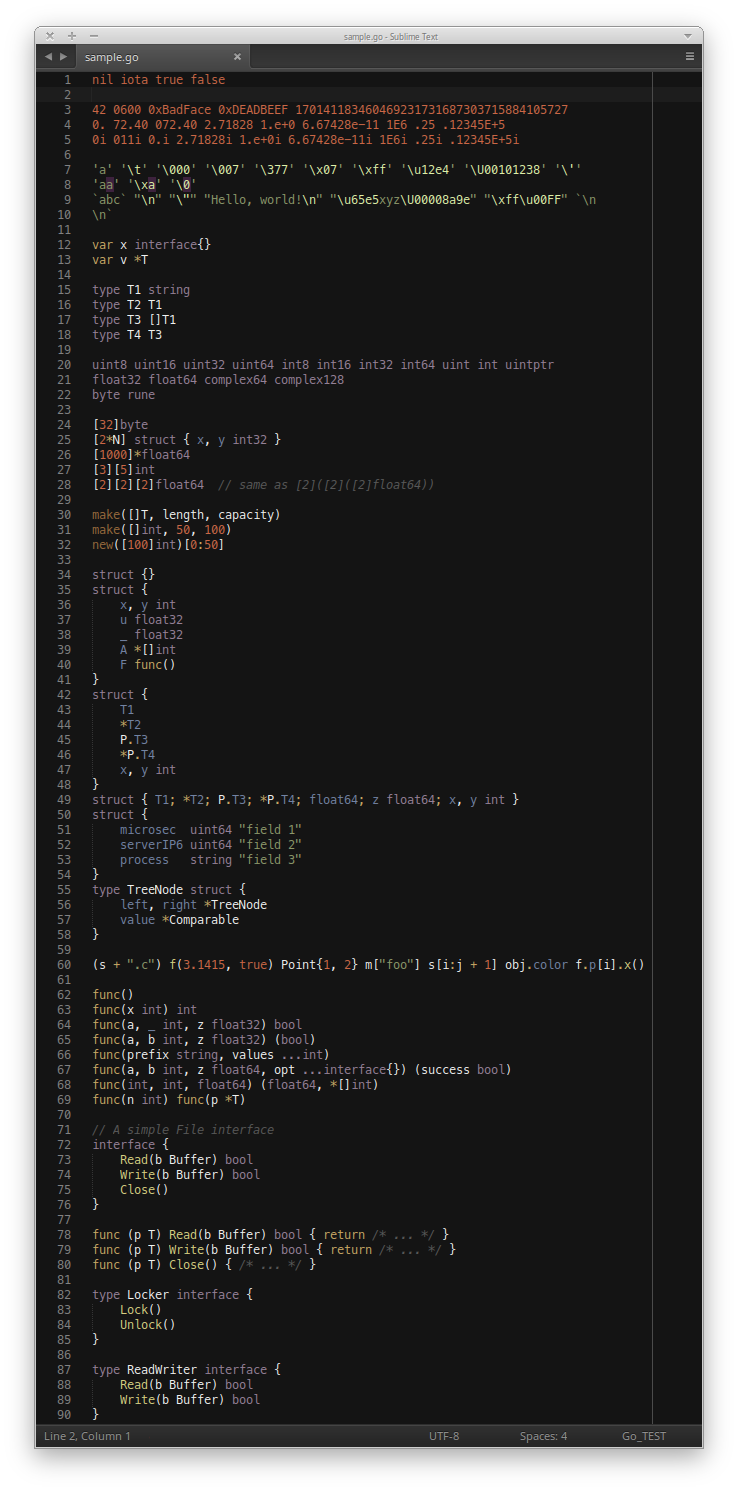 sample.go - Sublime Text
sample.go
1 nil iota true false
2
3 42 0600 0xBadFace 0xDEADBEEF 170141183460469231731687303715884105727
4 0. 72.40 072.40 2.71828 1.e+0 6.67428e-11 1E6 .25 .12345E+5
5 0i 011i 0.i 2.71828i 1.e+0i 6.67428e-11i 1E6i .25i .12345E+5i
6
7 'a' '\t' '\000' '\007' '\377' '\x07' '\xff' '\u12e4' '\U00101238' '\''
8 'aa' '\xa' '\0'
9 `abc` "\n" "\"" "Hello, world!\n" "\u65e5xyz\U00008a9e" "\xff\u00FF" `\n
10 \n`
11
12 var x interface{}
13 var v *T
14
15 type T1 string
16 type T2 T1
17 type T3 []T1
18 type T4 T3
19
20 uint8 uint16 uint32 uint64 int8 int16 int32 int64 uint int uintptr
21 float32 float64 complex64 complex128
22 byte rune
23
24 [32]byte
25 [2*N] struct { x, y int32 }
26 [1000]*float64
27 [3][5]int
28 [2][2][2]float64  // same as [2]([2]([2]float64))
29
30 make([]T, length, capacity)
31 make([]int, 50, 100)
32 new([100]int)[0:50]
33
34 struct {}
35 struct {
36     x, y int
37     u float32
38     _ float32
39     A *[]int
40     F func()
41 }
42 struct {
43     T1
44     *T2
45     P.T3
46     *P.T4
47     x, y int
48 }
49 struct { T1; *T2; P.T3; *P.T4; float64; z float64; x, y int }
50 struct {
51     microsec  uint64 "field 1"
52     serverIP6 uint64 "field 2"
53     process   string "field 3"
54 }
55 type TreeNode struct {
56     left, right *TreeNode
57     value *Comparable
58 }
59
60 (s + ".c") f(3.1415, true) Point{1, 2} m["foo"] s[i:j + 1] obj.color f.p[i].x()
61
62 func()
63 func(x int) int
64 func(a, _ int, z float32) bool
65 func(a, b int, z float32) (bool)
66 func(prefix string, values ...int)
67 func(a, b int, z float64, opt ...interface{}) (success bool)
68 func(int, int, float64) (float64, *[]int)
69 func(n int) func(p *T)
70
71 // A simple File interface
72 interface {
73     Read(b Buffer) bool
74     Write(b Buffer) bool
75     Close()
76 }
77
78 func (p T) Read(b Buffer) bool { return /* ... */ }
79 func (p T) Write(b Buffer) bool { return /* ... */ }
80 func (p T) Close() { /* ... */ }
81
82 type Locker interface {
83     Lock()
84     Unlock()
85 }
86
87 type ReadWriter interface {
88     Read(b Buffer) bool
89     Write(b Buffer) bool
90 }
Line 2, Column 1 UTF-8 Spaces: 4 Go_TEST